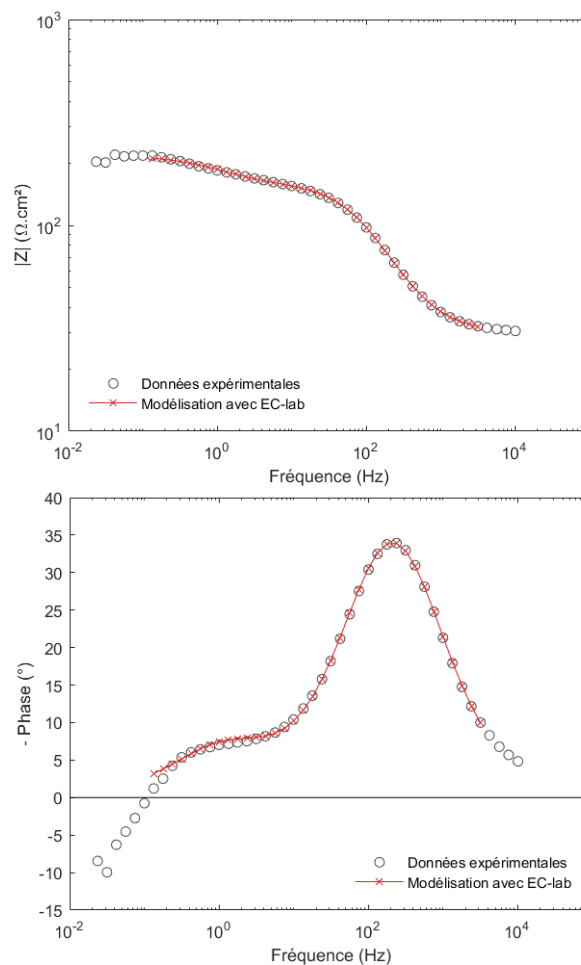 10³
|Z| (Ω.cm²)
10²
Données expérimentales
Modélisation avec EC-lab
10¹
10⁻² 10⁰ 10² 10⁴
Fréquence (Hz)
40
35
30
25
20
- Phase (°)
15
10
5
0
-5
-10
Données expérimentales
Modélisation avec EC-lab
-15
10⁻² 10⁰ 10² 10⁴
Fréquence (Hz)